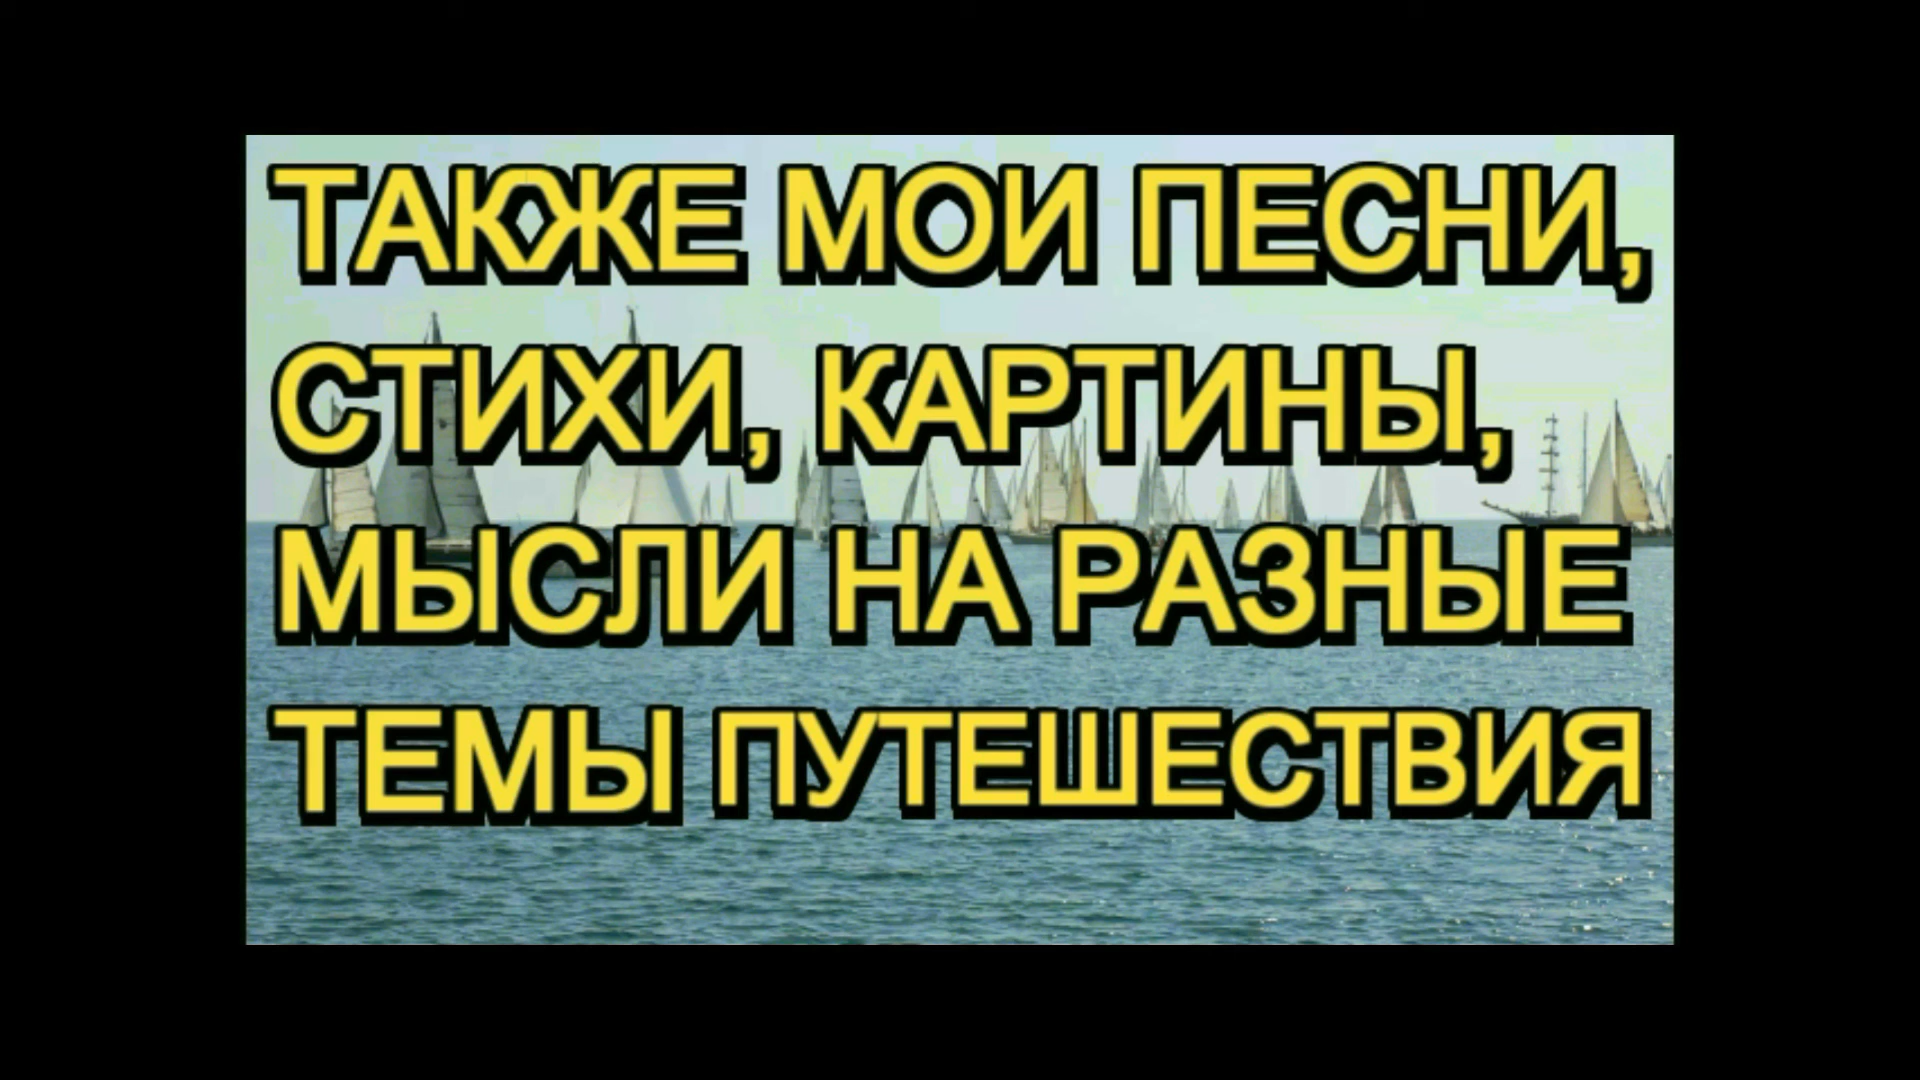 ТАКЖЕ МОИ ПЕСНИ,
СТИХИ, КАРТИНЫ,
МЫСЛИ НА РАЗНЫЕ
ТЕМЫ ПУТЕШЕСТВИЯ